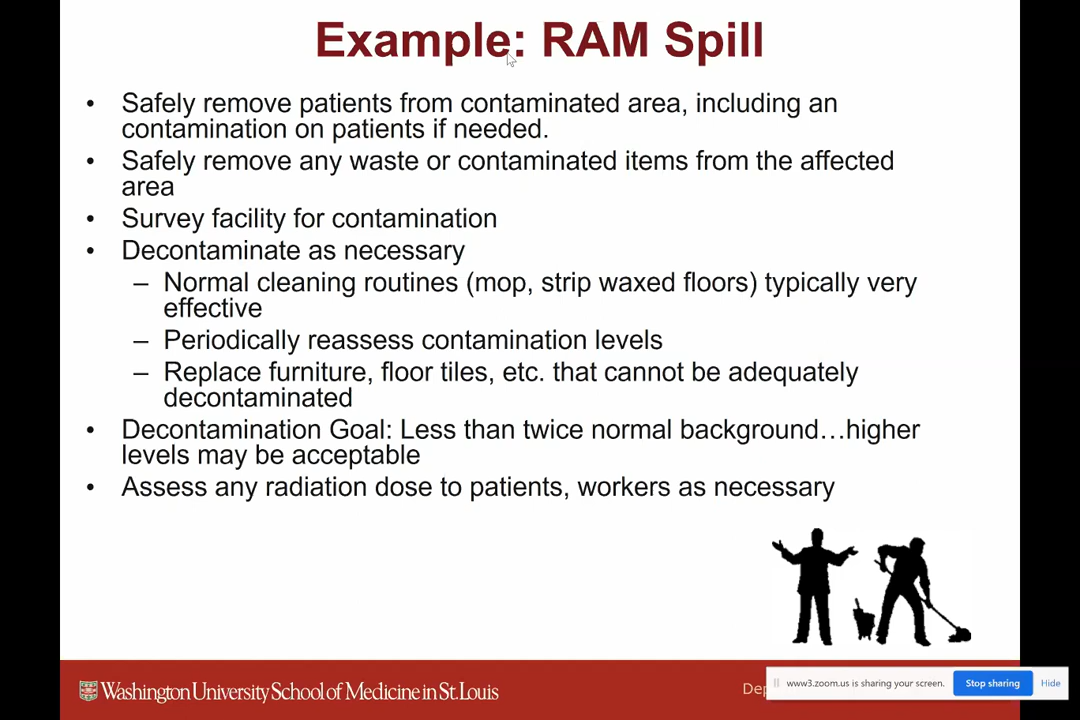 Example: RAM Spill
• Safely remove patients from contaminated area, including an
contamination on patients if needed.
• Safely remove any waste or contaminated items from the affected
area
• Survey facility for contamination
• Decontaminate as necessary
– Normal cleaning routines (mop, strip waxed floors) typically very
effective
– Periodically reassess contamination levels
– Replace furniture, floor tiles, etc. that cannot be adequately
decontaminated
• Decontamination Goal: Less than twice normal background…higher
levels may be acceptable
• Assess any radiation dose to patients, workers as necessary
Washington University School of Medicine in St. Louis
www3.zoom.us is sharing your screen. Stop sharing Hide